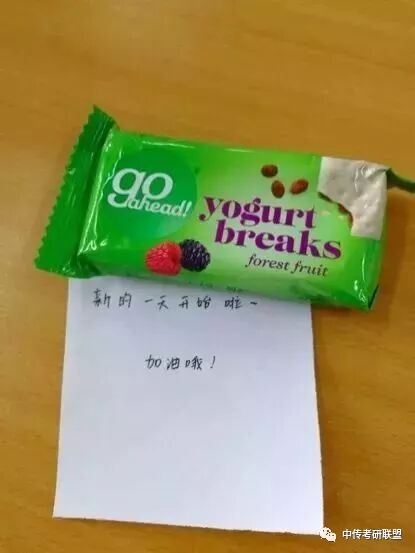 go
ahead!
yogurt
breaks
forest fruit
新的一天开始啦~
加油哦!
中传考研联盟